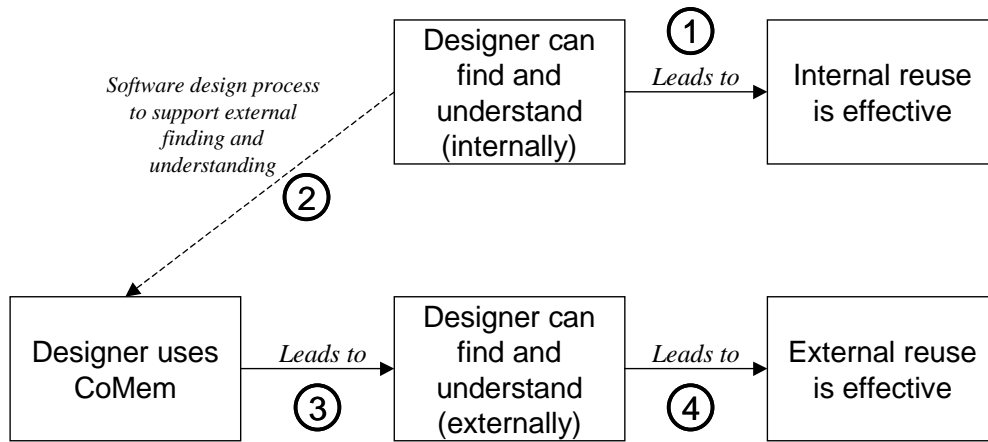 Designer can
find and
understand
(internally)
1
Leads to
Internal reuse
is effective
Software design process
to support external
finding and
understanding
2
Designer uses
CoMem
Leads to
3
Designer can
find and
understand
(externally)
Leads to
4
External reuse
is effective